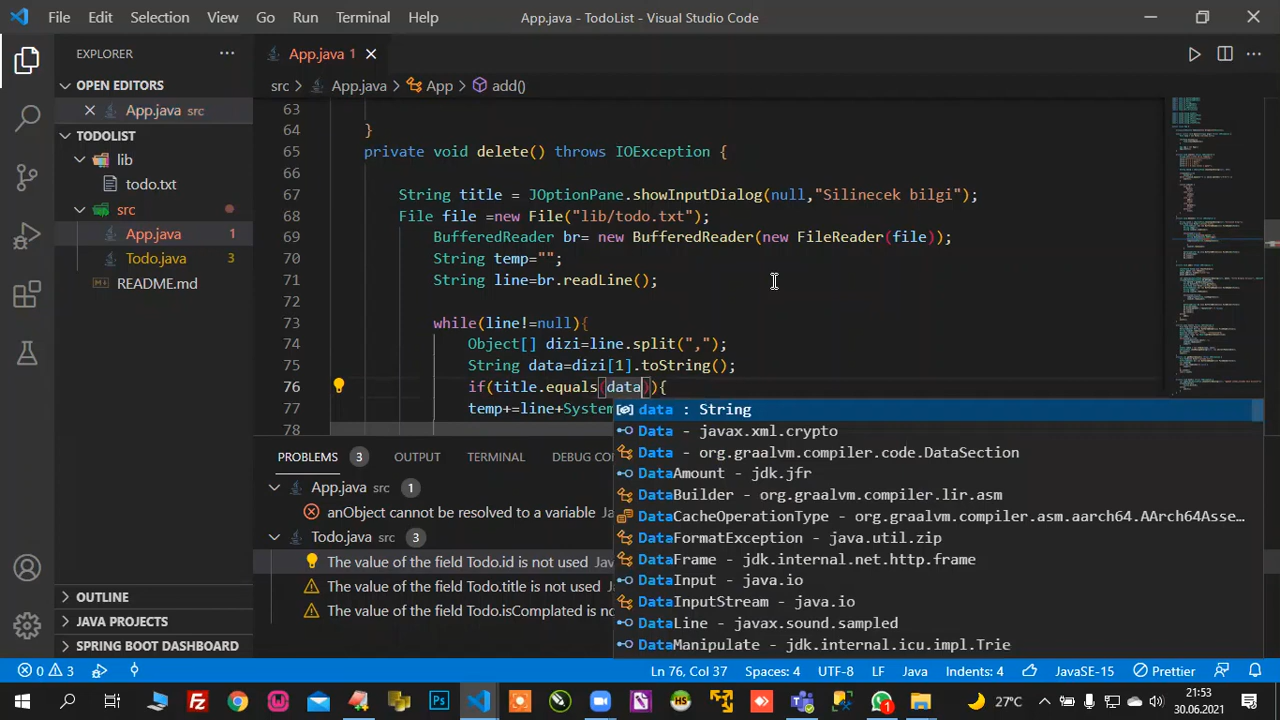 File Edit Selection View Go Run Terminal Help App.java - TodoList - Visual Studio Code
EXPLORER
OPEN EDITORS
App.java src
TODOLIST
lib
todo.txt
src
App.java 1
Todo.java 3
README.md
OUTLINE
JAVA PROJECTS
SPRING BOOT DASHBOARD
App.java 1
src > App.java > App > add()
63
64 }
65 private void delete() throws IOException {
66
67 String title = JOptionPane.showInputDialog(null,"Silinecek bilgi");
68 File file =new File("lib/todo.txt");
69 BufferedReader br= new BufferedReader(new FileReader(file));
70 String temp="";
71 String line=br.readLine();
72
73 while(line!=null){
74 Object[] dizi=line.split(",");
75 String data=dizi[1].toString();
76 if(title.equals(data)){
77 temp+=line+System
78
data : String
Data - javax.xml.crypto
Data - org.graalvm.compiler.code.DataSection
DataAmount - jdk.jfr
DataBuilder - org.graalvm.compiler.lir.asm
DataCacheOperationType - org.graalvm.compiler.asm.aarch64.AArch64Asse…
DataFormatException - java.util.zip
DataFrame - jdk.internal.net.http.frame
DataInput - java.io
DataInputStream - java.io
DataLine - javax.sound.sampled
DataManipulate - jdk.internal.icu.impl.Trie
PROBLEMS 3 OUTPUT TERMINAL DEBUG CO
App.java src 1
anObject cannot be resolved to a variable Ja
Todo.java src 3
The value of the field Todo.id is not used Jav
The value of the field Todo.title is not used
The value of the field Todo.isComplated is no
0 3 Ln 76, Col 37 Spaces: 4 UTF-8 LF Java Indents: 4 JavaSE-15 Prettier
27°C 21:53
30.06.2021